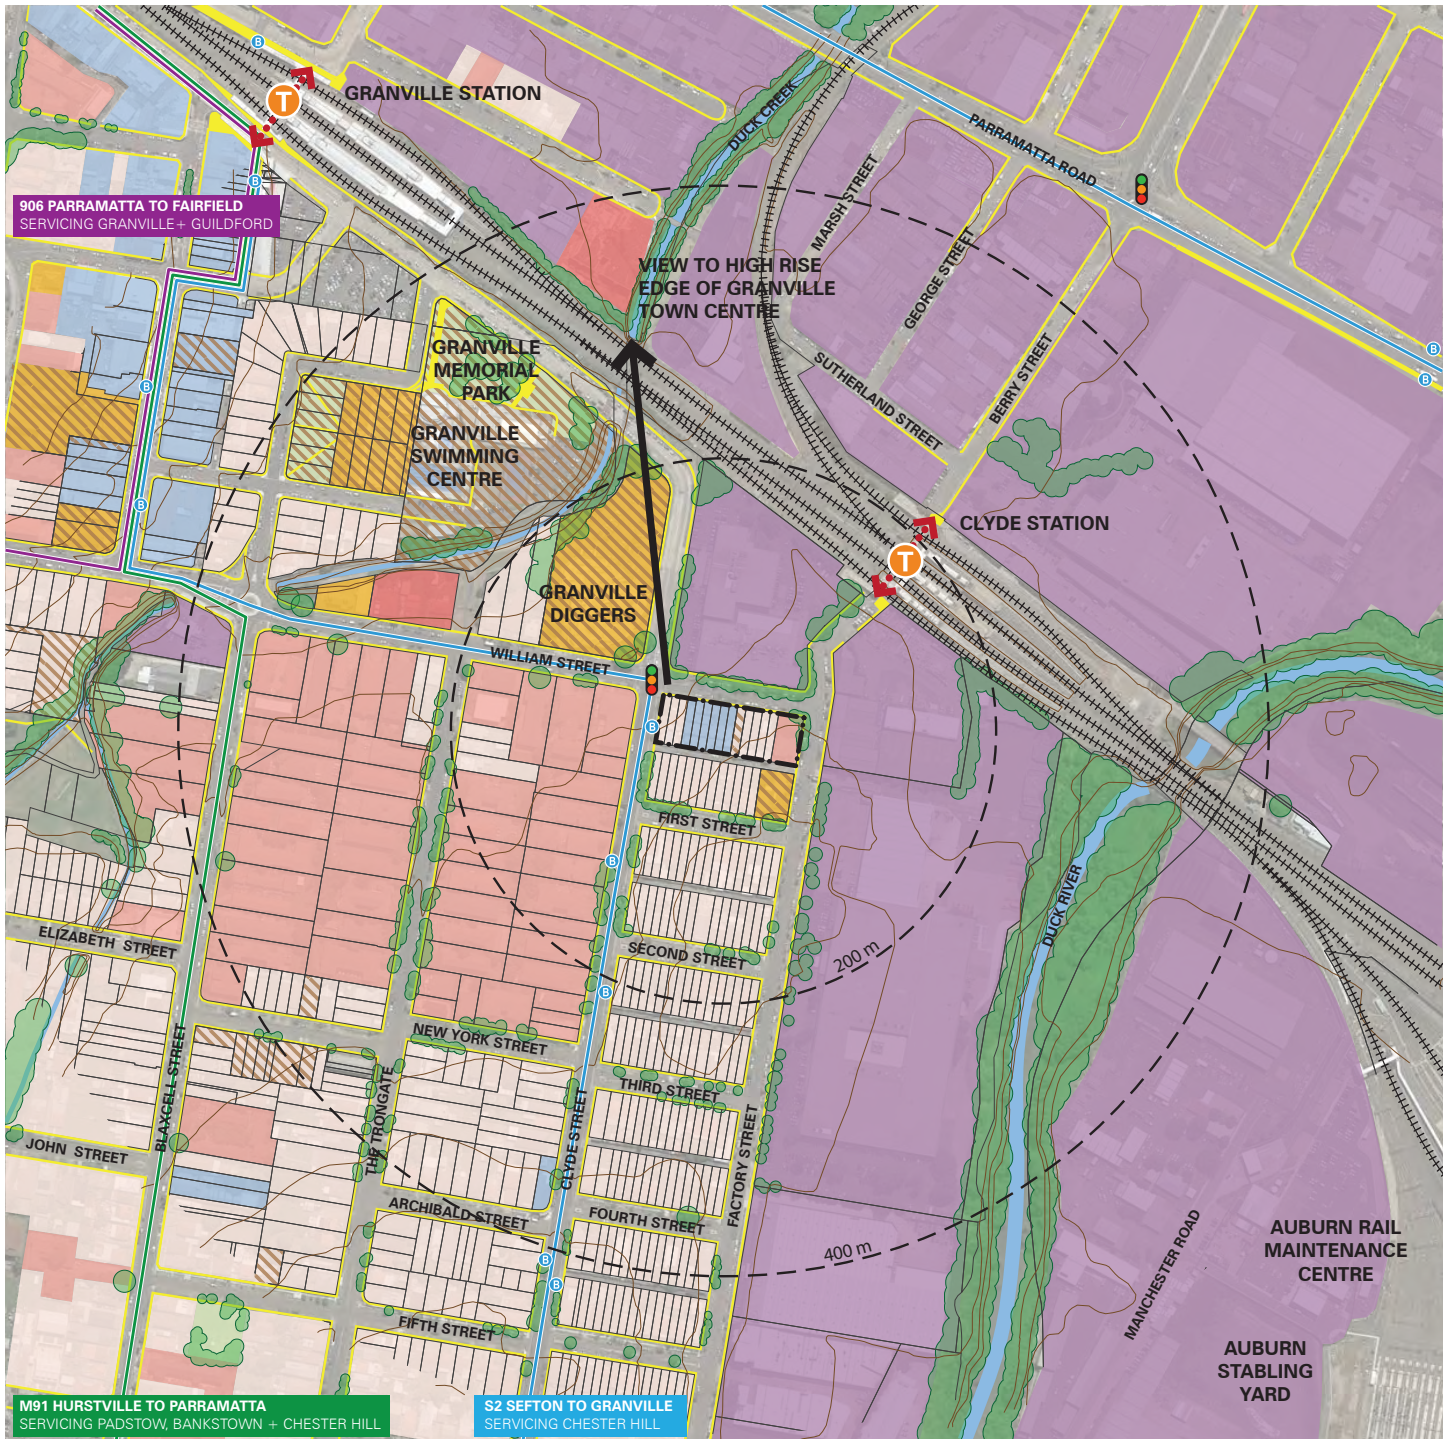 B
T
GRANVILLE STATION
DUCK CREEK
PARRAMATTA ROAD
B
906 PARRAMATTA TO FAIRFIELD
SERVICING GRANVILLE+ GUILDFORD
MARSH STREET
GEORGE STREET
VIEW TO HIGH RISE
EDGE OF GRANVILLE
TOWN CENTRE
BERRY STREET
SUTHERLAND STREET
B
B
B
GRANVILLE
MEMORIAL
PARK
GRANVILLE
SWIMMING
CENTRE
B
CLYDE STATION
T
GRANVILLE
DIGGERS
WILLIAM STREET
B
FIRST STREET
B
DUCK RIVER
ELIZABETH STREET
SECOND STREET
200 m
B
NEW YORK STREET
BLAXCELL STREET
THE TRONGATE
THIRD STREET
CLYDE STREET
FACTORY STREET
JOHN STREET
ARCHIBALD STREET
FOURTH STREET
400 m
B
B
MANCHESTER ROAD
AUBURN RAIL
MAINTENANCE
CENTRE
FIFTH STREET
AUBURN
STABLING
YARD
M91 HURSTVILLE TO PARRAMATTA
SERVICING PADSTOW, BANKSTOWN + CHESTER HILL
S2 SEFTON TO GRANVILLE
SERVICING CHESTER HILL